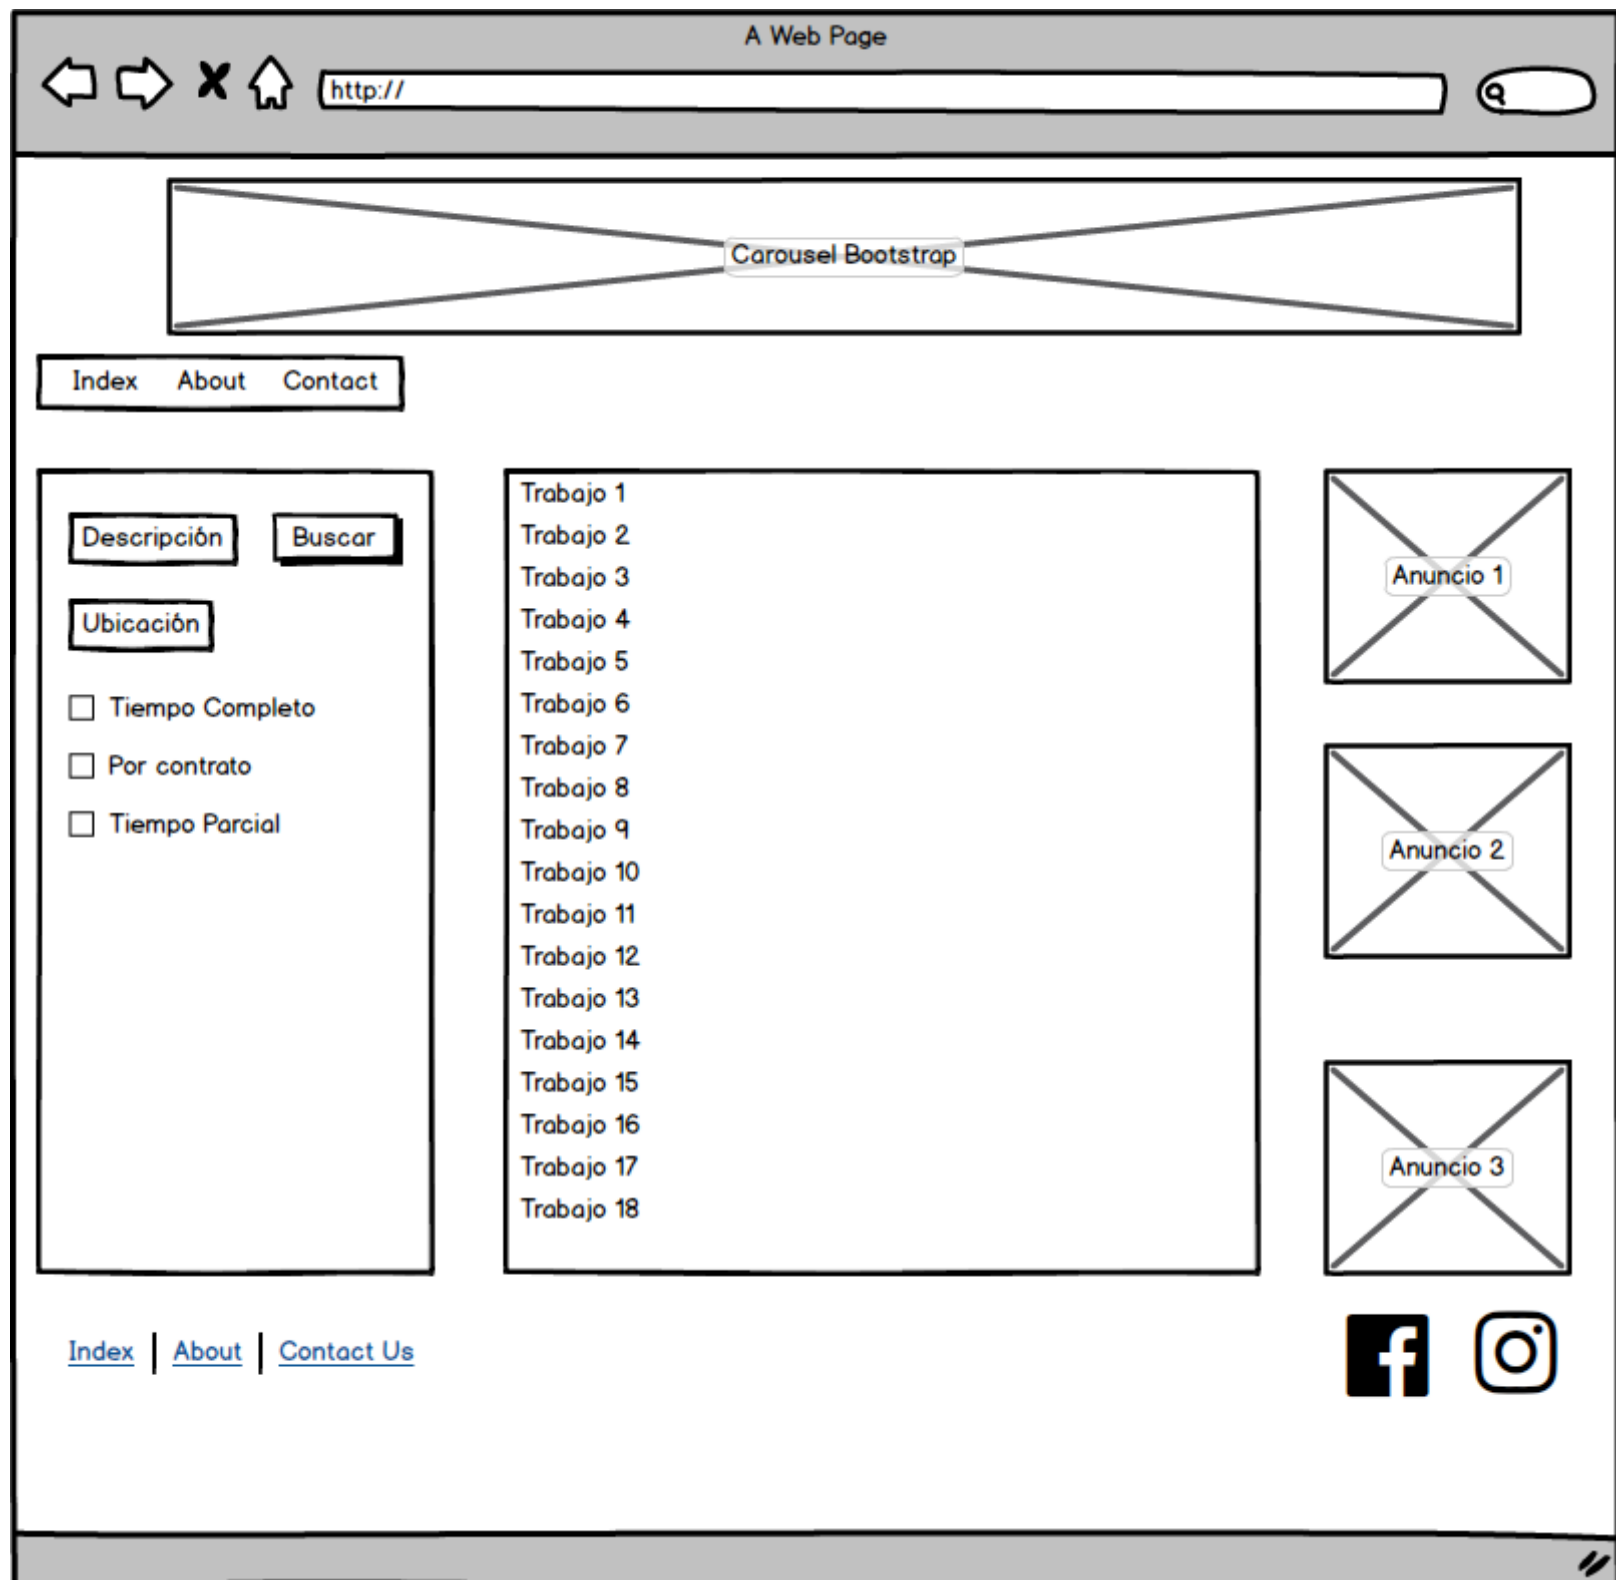 A Web Page
http://
Carousel Bootstrap
Index About Contact
Descripción Buscar
Ubicación
Tiempo Completo
Por contrato
Tiempo Parcial
Trabajo 1
Trabajo 2
Trabajo 3
Trabajo 4
Trabajo 5
Trabajo 6
Trabajo 7
Trabajo 8
Trabajo 9
Trabajo 10
Trabajo 11
Trabajo 12
Trabajo 13
Trabajo 14
Trabajo 15
Trabajo 16
Trabajo 17
Trabajo 18
Anuncio 1
Anuncio 2
Anuncio 3
Index | About | Contact Us